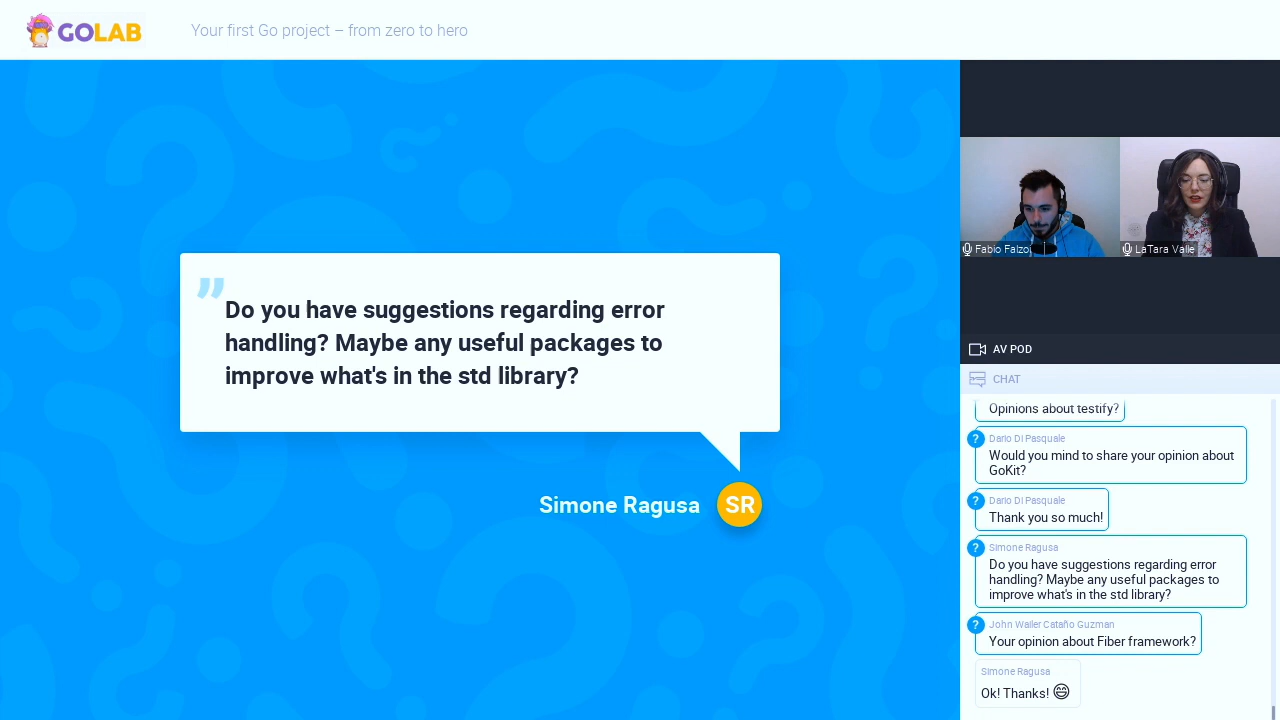 GOLAB
Your first Go project – from zero to hero
Do you have suggestions regarding error
handling? Maybe any useful packages to
improve what's in the std library?
Simone Ragusa
SR
Fabio Falzoi
LaTara Valle
AV POD
CHAT
Opinions about testify?
?
Dario Di Pasquale
Would you mind to share your opinion about
GoKit?
?
Dario Di Pasquale
Thank you so much!
?
Simone Ragusa
Do you have suggestions regarding error
handling? Maybe any useful packages to
improve what's in the std library?
?
John Wailer Cataño Guzman
Your opinion about Fiber framework?
Simone Ragusa
Ok! Thanks! 😄